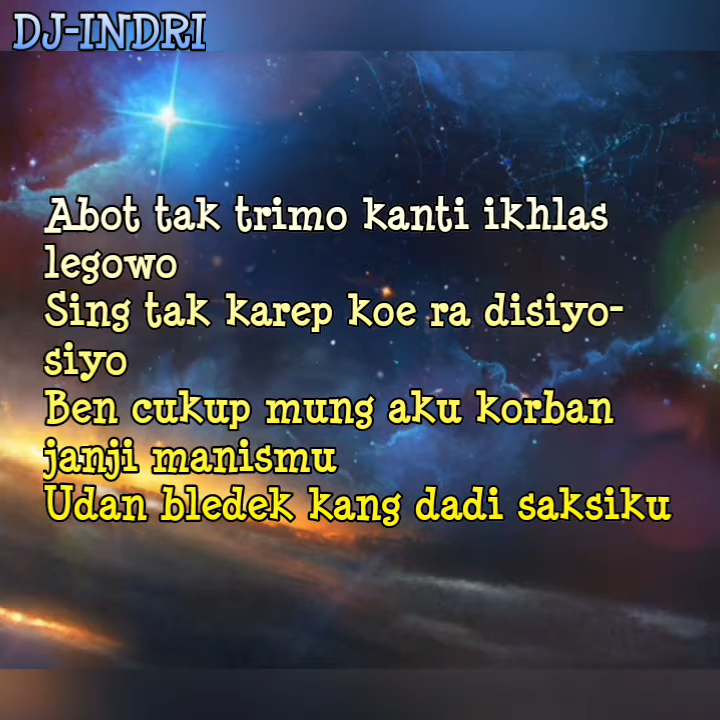 DJ-INDRI
Abot tak trimo kanti ikhlas
legowo
Sing tak karep koe ra disiyo-
siyo
Ben cukup mung aku korban
janji manismu
Udan bledek kang dadi saksiku